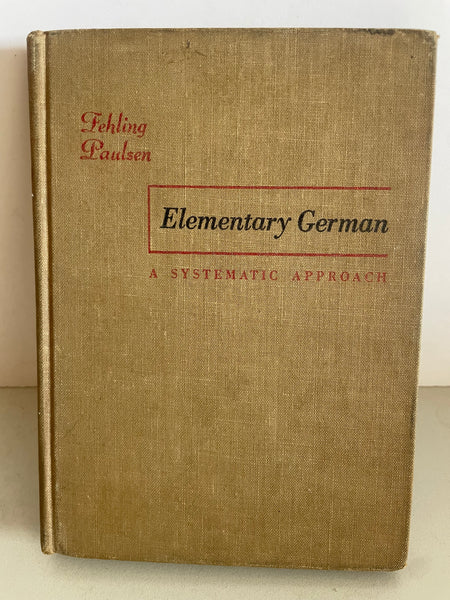 Fehling
Paulsen
Elementary German
A SYSTEMATIC APPROACH